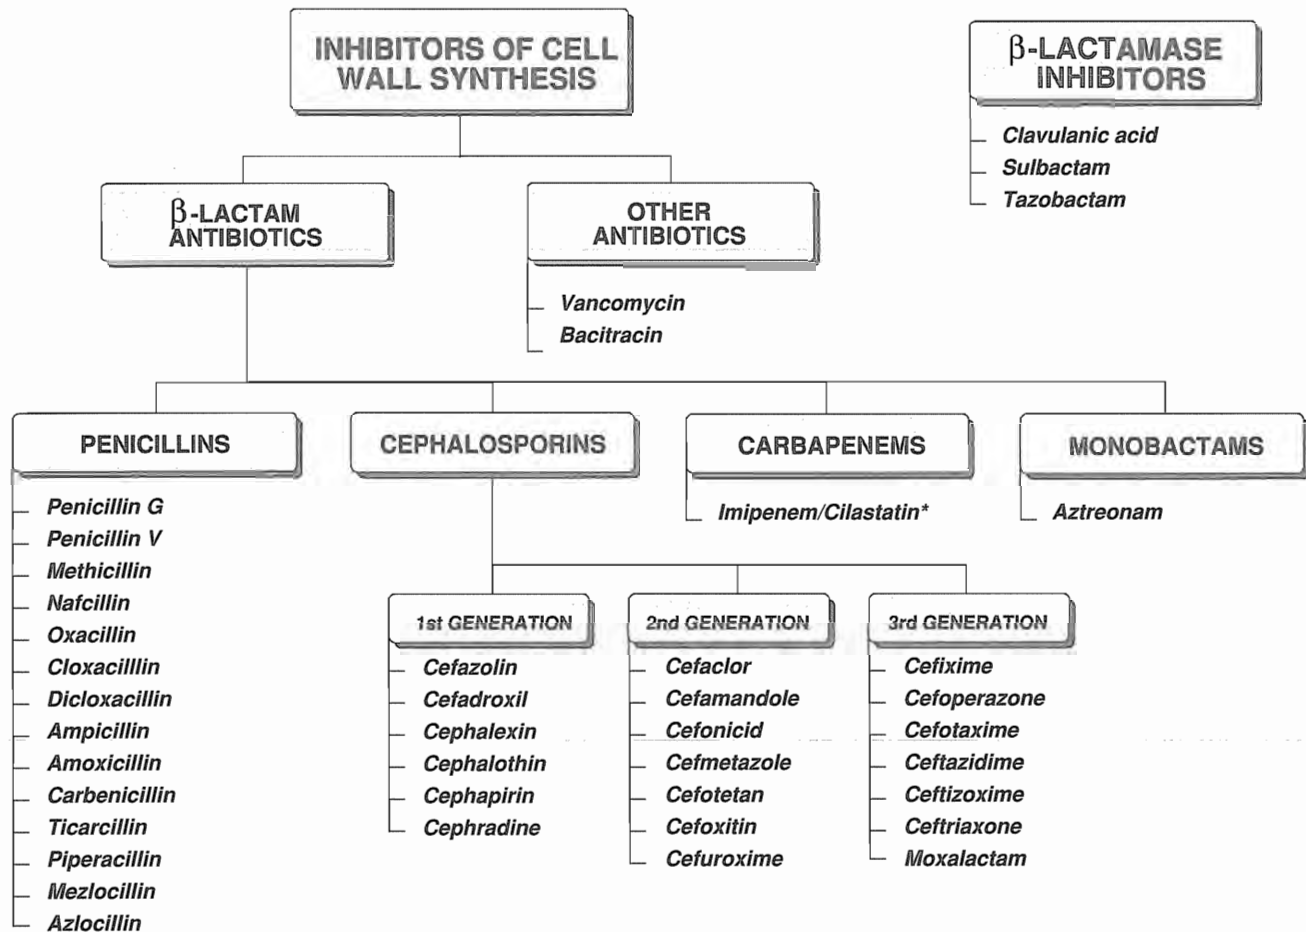 INHIBITORS OF CELL
WALL SYNTHESIS
β-LACTAMASE
INHIBITORS
Clavulanic acid
Sulbactam
Tazobactam
β-LACTAM
ANTIBIOTICS
OTHER
ANTIBIOTICS
Vancomycin
Bacitracin
PENICILLINS
Penicillin G
Penicillin V
Methicillin
Nafcillin
Oxacillin
Cloxacilllin
Dicloxacillin
Ampicillin
Amoxicillin
Carbenicillin
Ticarcillin
Piperacillin
Mezlocillin
Azlocillin
CEPHALOSPORINS
1st GENERATION
Cefazolin
Cefadroxil
Cephalexin
Cephalothin
Cephapirin
Cephradine
2nd GENERATION
Cefaclor
Cefamandole
Cefonicid
Cefmetazole
Cefotetan
Cefoxitin
Cefuroxime
3rd GENERATION
Cefixime
Cefoperazone
Cefotaxime
Ceftazidime
Ceftizoxime
Ceftriaxone
Moxalactam
CARBAPENEMS
Imipenem/Cilastatin*
MONOBACTAMS
Aztreonam